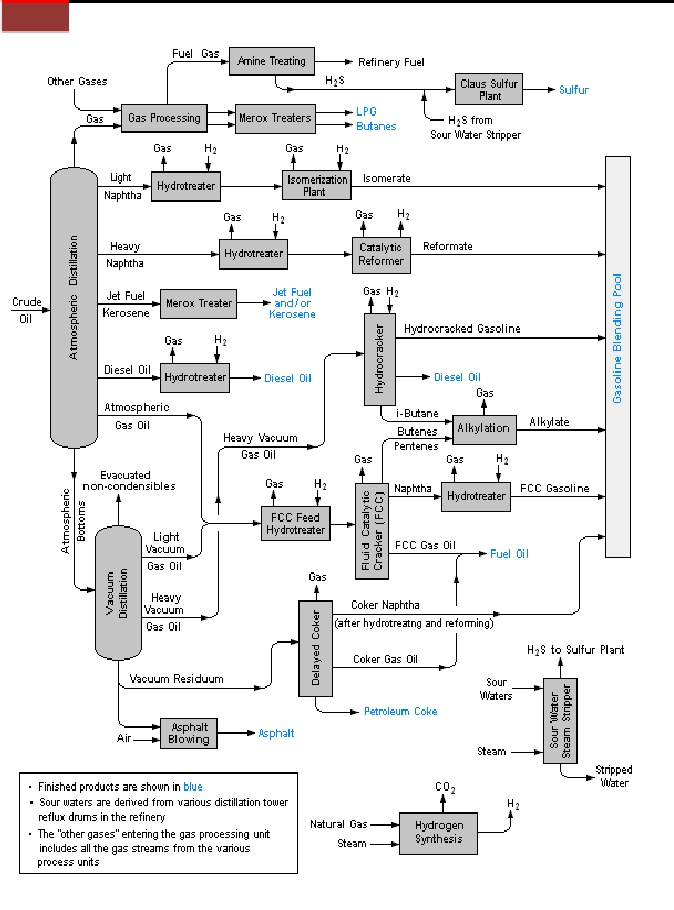 Fuel Gas
Amine Treating
Refinery Fuel
Other Gases
H2S
Claus Sulfur
Plant
Sulfur
Gas
Gas Processing
Merox Treaters
LPG
Butanes
H2S from
Sour Water Stripper
Gas
H2
Gas
H2
Light
Naphtha
Hydrotreater
Isomerization
Plant
Isomerate
Gas
H2
Gas
H2
Heavy
Naphtha
Hydrotreater
Catalytic
Reformer
Reformate
Atmospheric Distillation
Gasoline Blending Pool
Crude
Oil
Jet Fuel
Kerosene
Merox Treater
Jet Fuel
and/or
Kerosene
Gas
H2
Hydrocracker
Hydrocracked Gasoline
Gas
H2
Diesel Oil
Hydrotreater
Diesel Oil
Diesel Oil
Gas
Atmospheric
Gas Oil
i-Butane
Butenes
Pentenes
Alkylation
Alkylate
Heavy Vacuum
Gas Oil
Atmospheric
Bottoms
Evacuated
non-condensibles
Gas
H2
Gas
H2
Naphtha
Hydrotreater
FCC Gasoline
FCC Feed
Hydrotreater
Fluid Catalytic
Cracker (FCC)
Light
Vacuum
Gas Oil
FCC Gas Oil
Fuel Oil
Vacuum
Distillation
Heavy
Vacuum
Gas Oil
Gas
Delayed Coker
Coker Naphtha
(after hydrotreatng and reforming)
Coker Gas Oil
Vacuum Residuum
Petroleum Coke
H2S to Sulfur Plant
Sour
Waters
Sour Water
Steam Stripper
Steam
Stripped
Water
Air
Asphalt
Blowing
Asphalt
• Finished products are shown in blue
• Sour waters are derived from various distillation tower
reflux drums in the refinery
• The "other gases" entering the gas processing unit
includes all the gas streams from the various
process units
CO2
H2
Natural Gas
Steam
Hydrogen
Synthesis